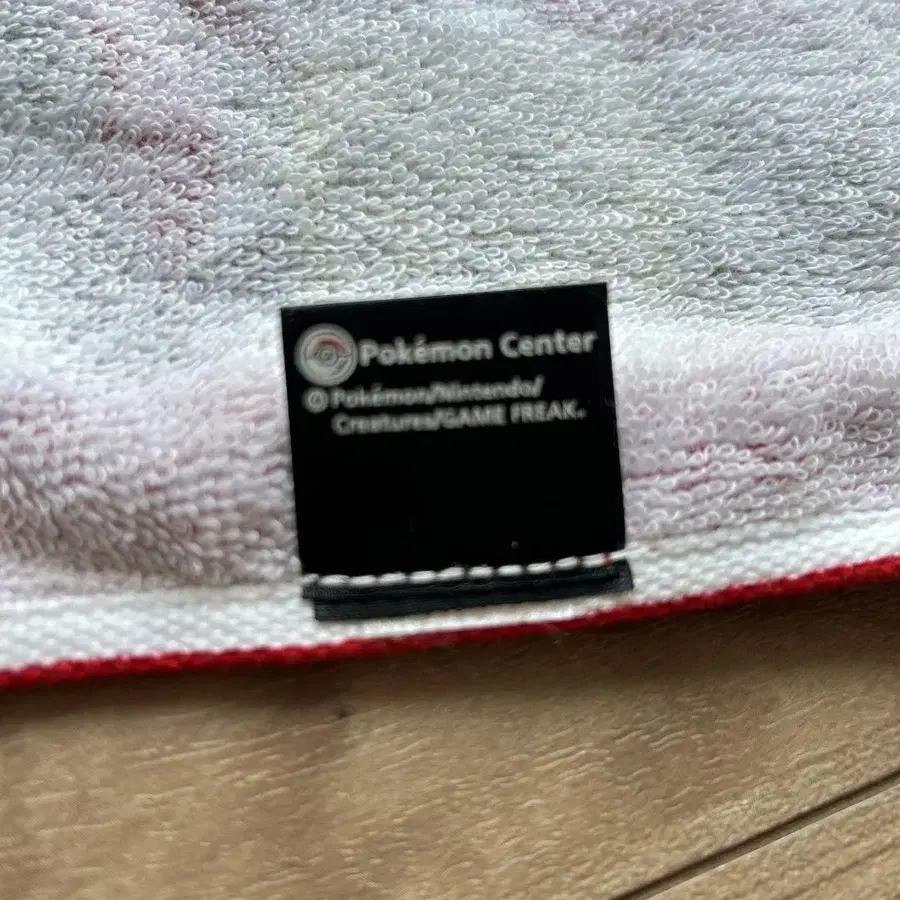 Pokémon Center
©Pokémon/Nintendo/
Creatures/GAME FREAK.